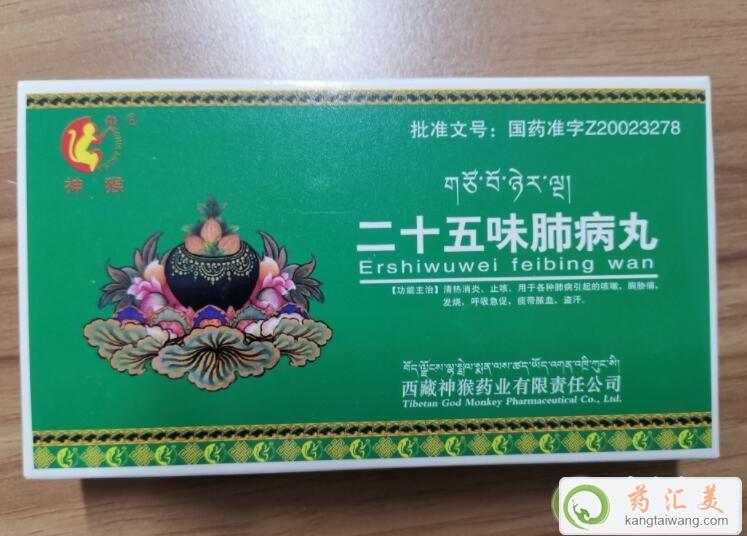 批准文号：国药准字Z20023278
神猴
གཙོ་བོ་ཉེར་ལྔ།
二十五味肺病丸
Ershiwuwei feibing wan
【功能主治】清热消炎、止咳。用于各种肺病引起的咳嗽，胸胁痛，
发烧，呼吸急促，痰带脓血，盗汗。
西藏神猴药业有限责任公司
Tibetan God Monkey Pharmaceutical Co., Ltd.
药汇美
kangtaiwang.com